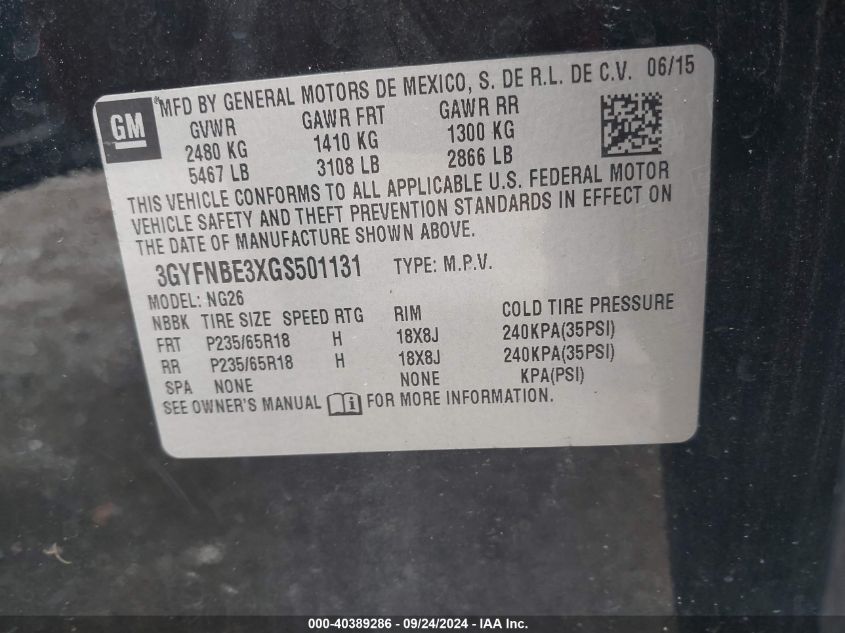 GM
® MFD BY GENERAL MOTORS DE MEXICO, S. DE R.L. DE C.V. 06/15
GVWR GAWR FRT GAWR RR
2480 KG 1410 KG 1300 KG
5467 LB 3108 LB 2866 LB
THIS VEHICLE CONFORMS TO ALL APPLICABLE U.S. FEDERAL MOTOR
VEHICLE SAFETY AND THEFT PREVENTION STANDARDS IN EFFECT ON
THE DATE OF MANUFACTURE SHOWN ABOVE.
3GYFNBE3XGS501131 TYPE: M.P.V.
MODEL: NG26
NBBK TIRE SIZE SPEED RTG RIM COLD TIRE PRESSURE
FRT P235/65R18 H 18X8J 240KPA(35PSI)
RR P235/65R18 H 18X8J 240KPA(35PSI)
SPA NONE NONE KPA(PSI)
SEE OWNER'S MANUAL i FOR MORE INFORMATION.
000-40389286 - 09/24/2024 - IAA Inc.